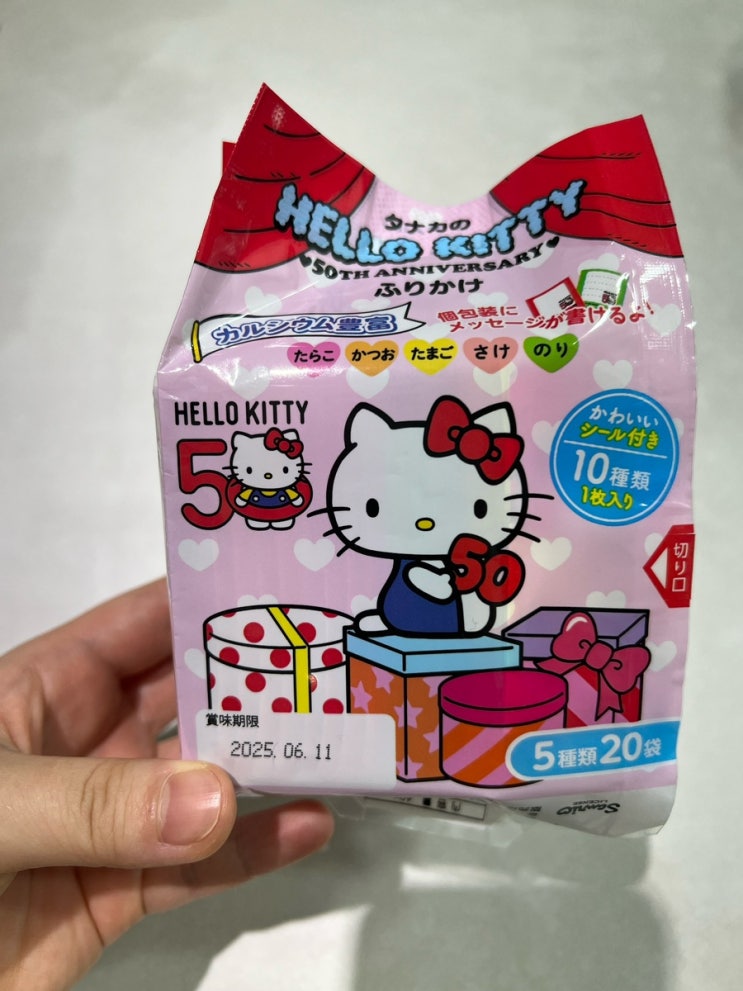 タナカの
HELLO KITTY
50TH ANNIVERSARY
ふりかけ
カルシウム豊富
個包装に
メッセージが書けるよ!
たらこ かつお たまご さけ のり
HELLO KITTY
50
かわいい
シール付き
10種類
1枚入り
50
切り口
賞味期限
2025.06.11
5種類20袋
Sanrio
LICENSE